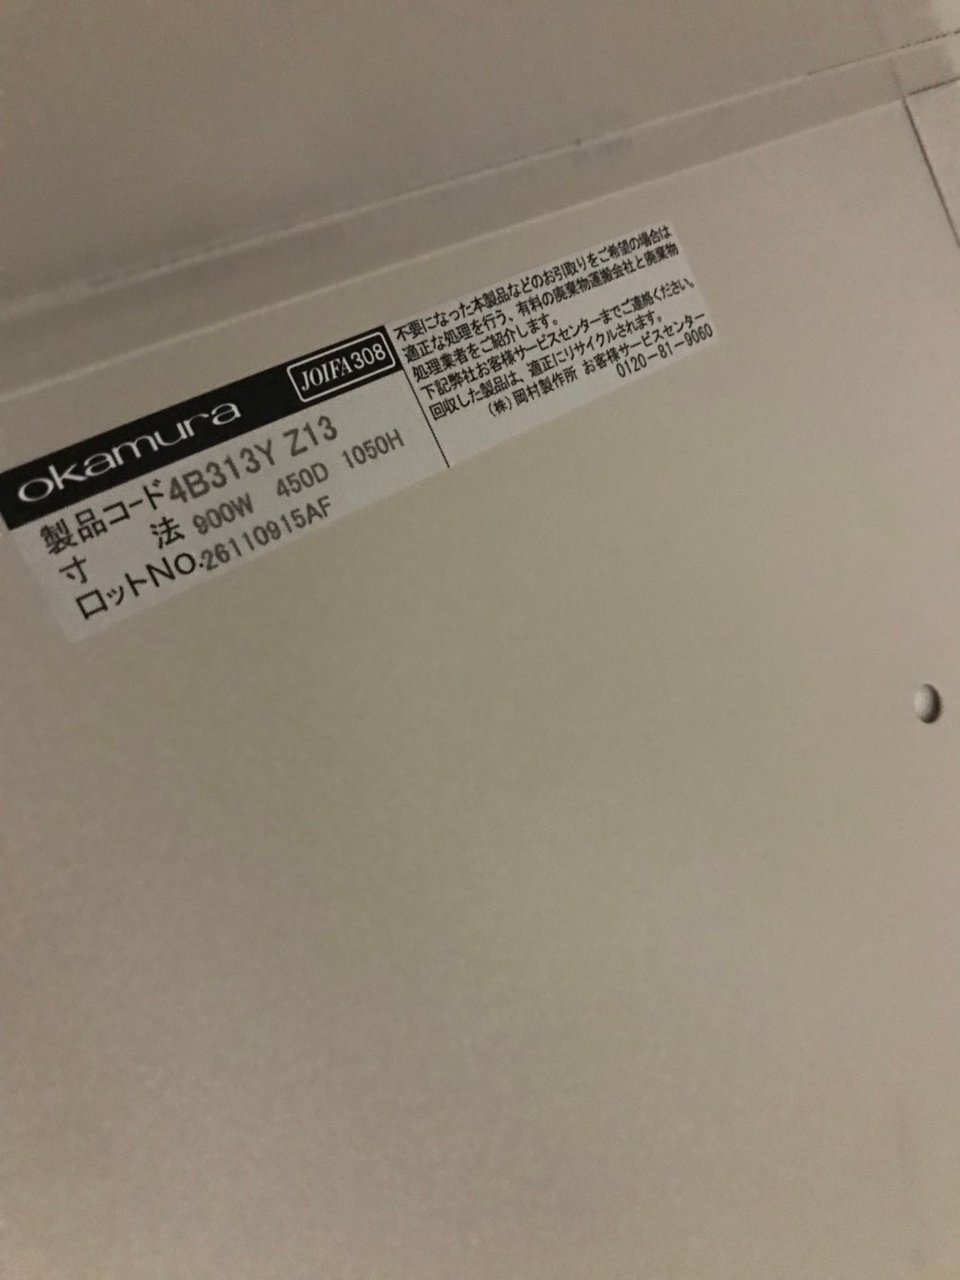 okamura JOIFA308
製品コード 4B313Y Z13
寸 法 900W 450D 1050H
ロットNO. 26110915AF
不要になった本製品などのお引取りをご希望の場合は
適正な処理を行う、有料の廃棄物運搬会社と廃棄物
処理業者をご紹介します。
下記弊社お客様サービスセンターまでご連絡ください。
回収した製品は、適正にリサイクルされます。
(株)岡村製作所 お客様サービスセンター
0120-81-9060